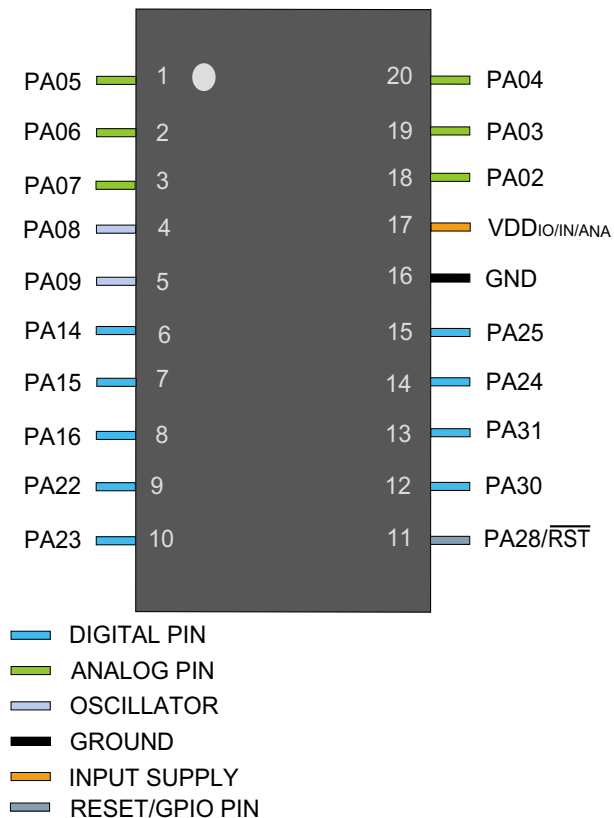 PA05 1 20 PA04
PA06 2 19 PA03
PA07 3 18 PA02
PA08 4 17 VDDIO/IN/ANA
PA09 5 16 GND
PA14 6 15 PA25
PA15 7 14 PA24
PA16 8 13 PA31
PA22 9 12 PA30
PA23 10 11 PA28/R̅S̅T̅
DIGITAL PIN
ANALOG PIN
OSCILLATOR
GROUND
INPUT SUPPLY
RESET/GPIO PIN